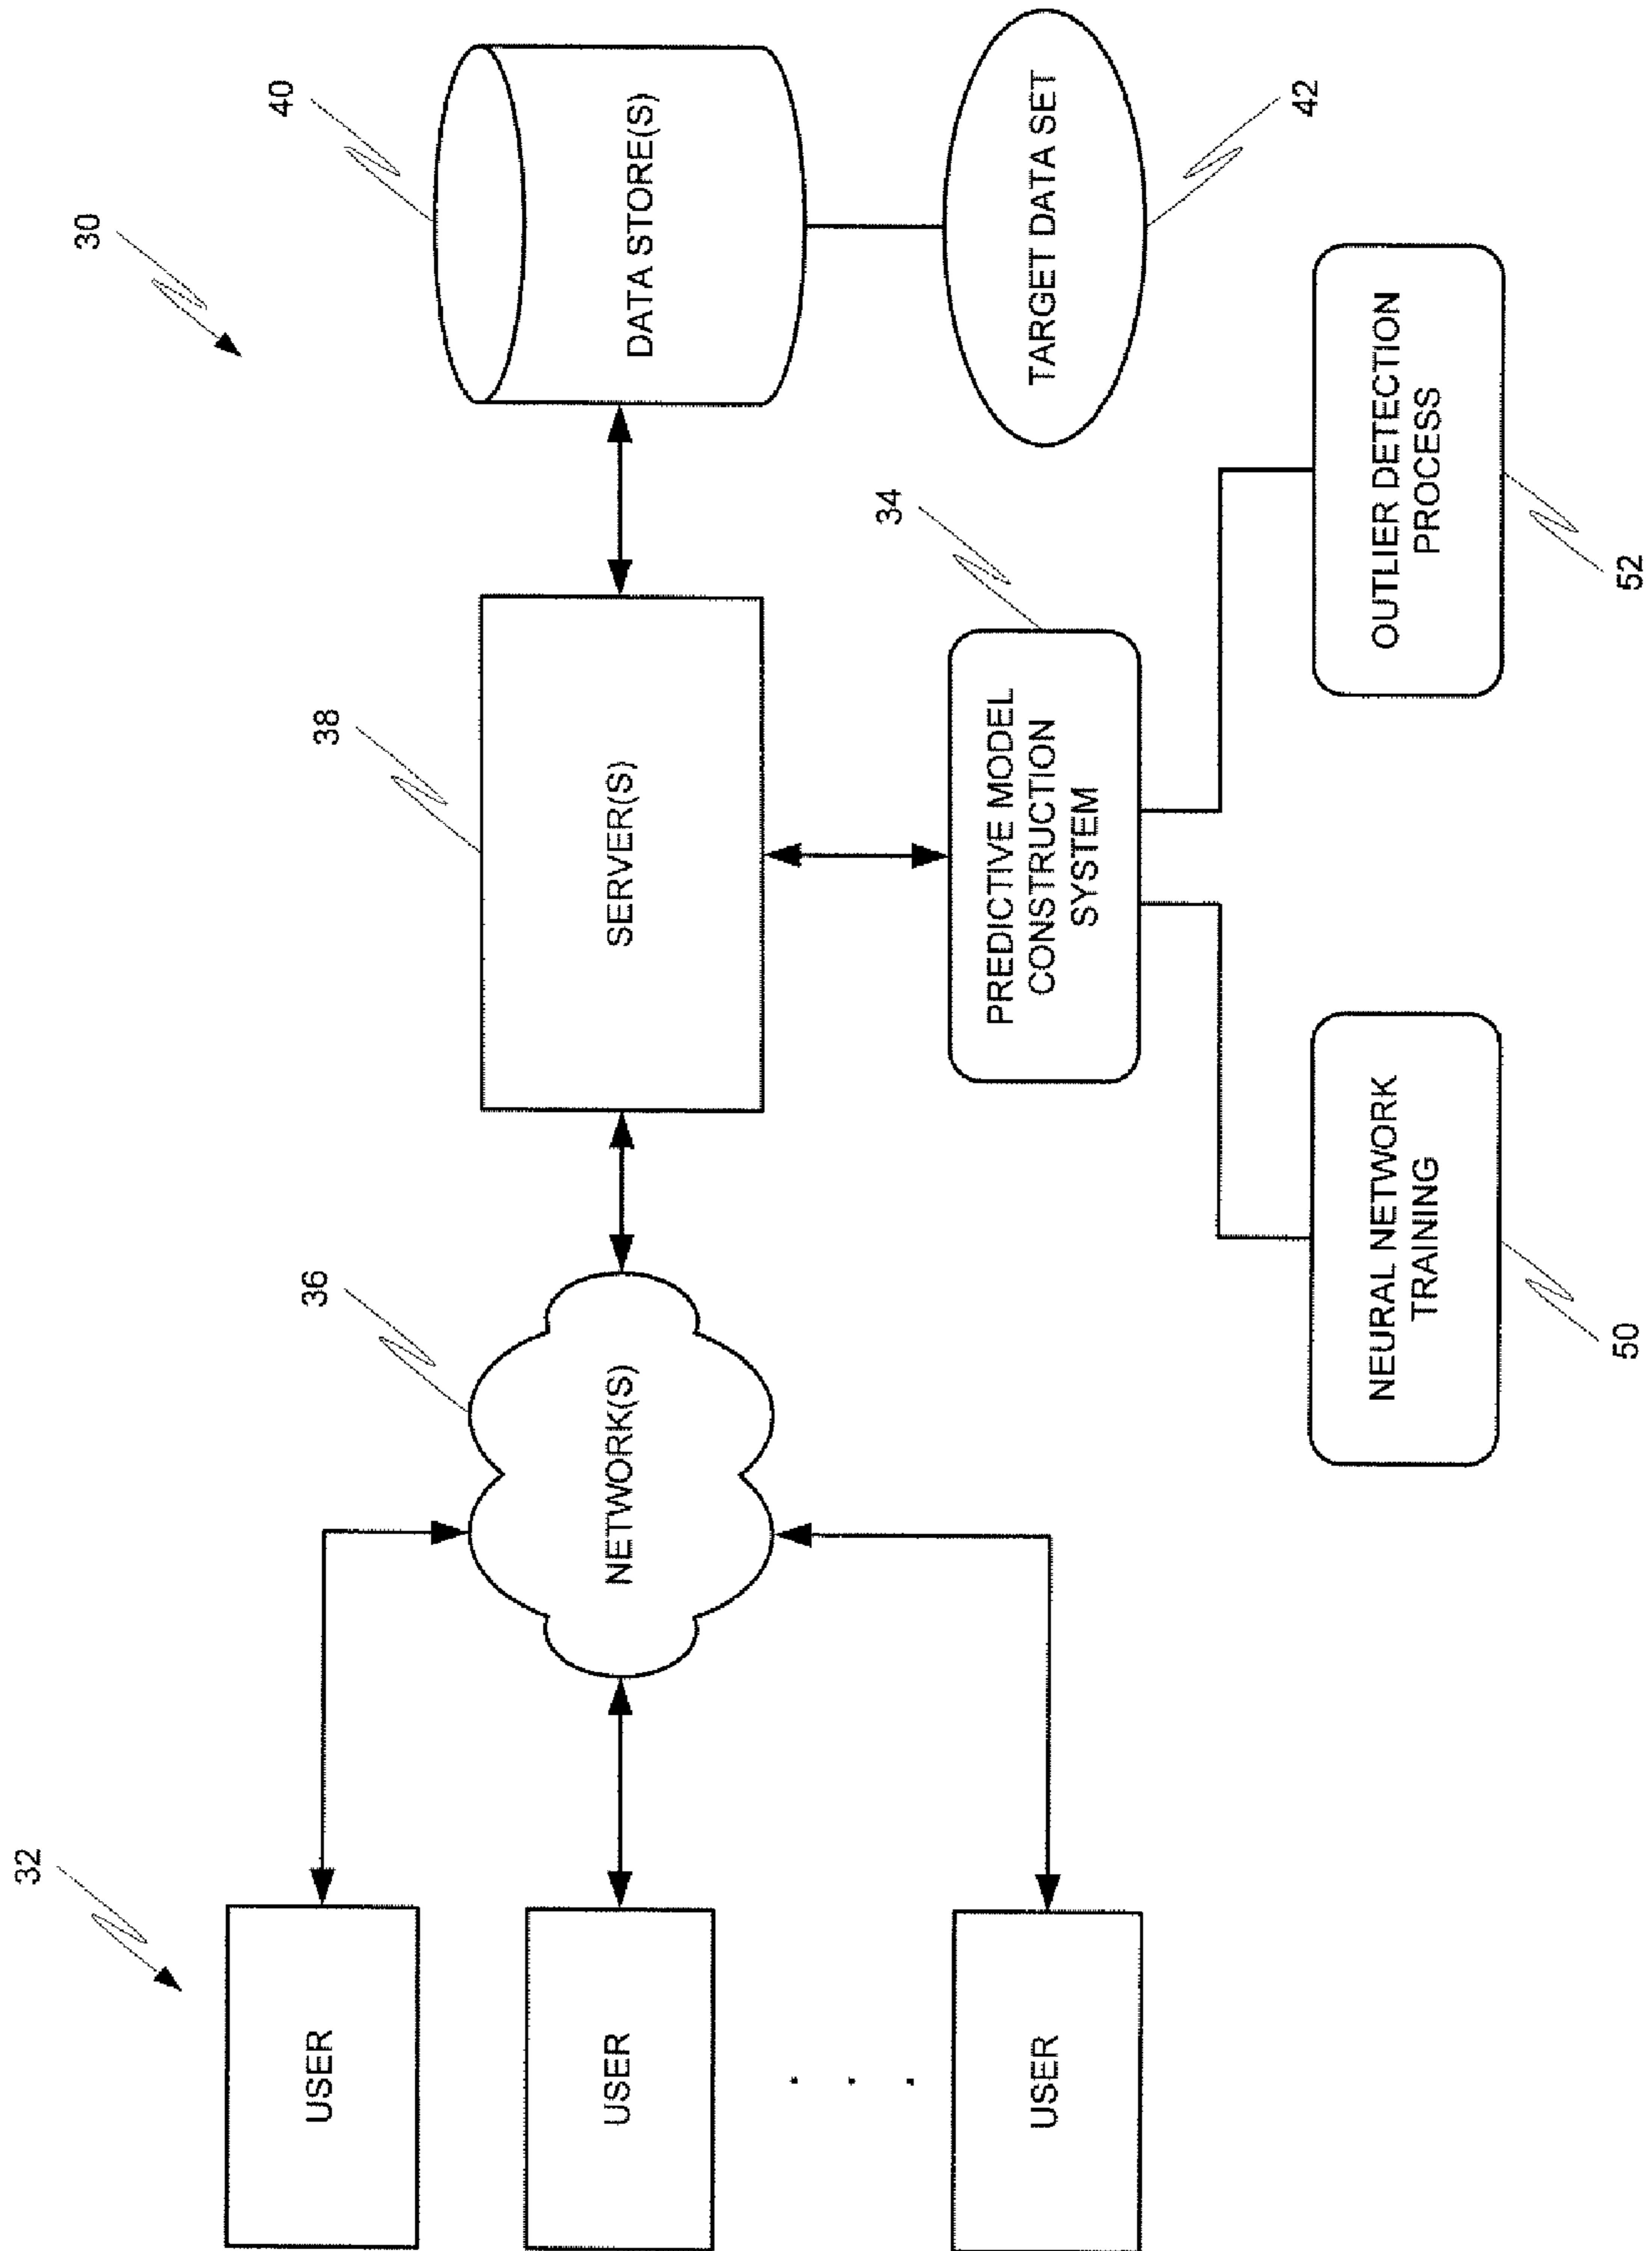 30
32
USER
USER
. . .
USER
36
NETWORK(S)
38
SERVER(S)
40
DATA STORE(S)
34
PREDICTIVE MODEL
CONSTRUCTION
SYSTEM
TARGET DATA SET
42
NEURAL NETWORK
TRAINING
50
OUTLIER DETECTION
PROCESS
52